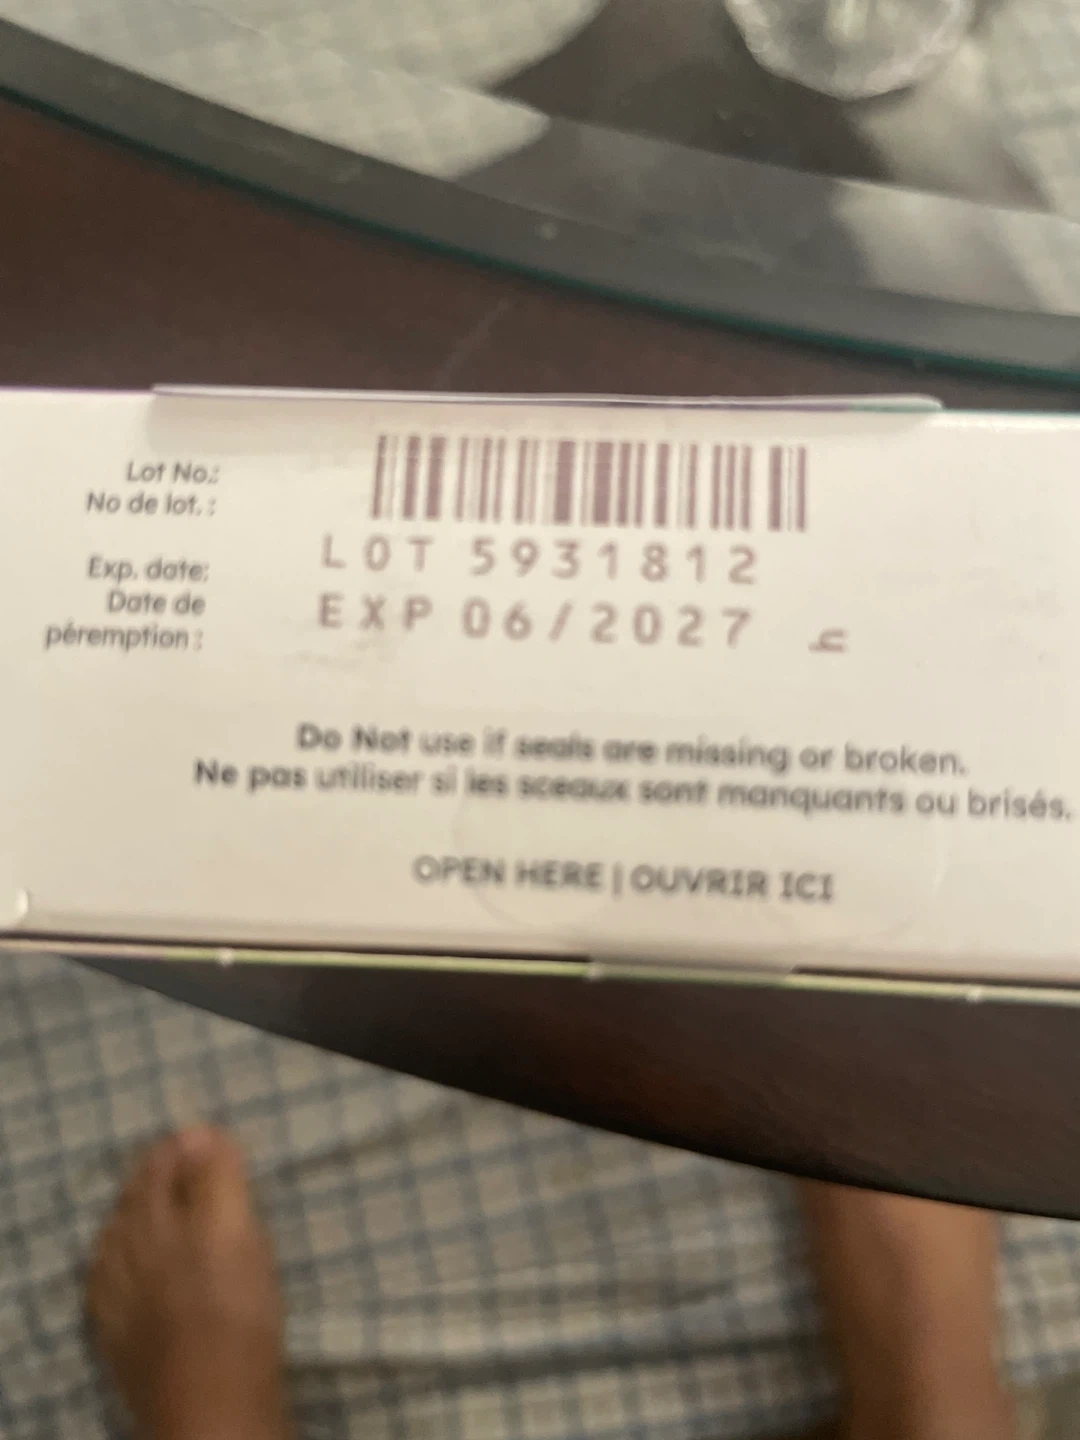 Lot No.:
No de lot. :
LOT 5931812
Exp. date:
Date de
péremption :
EXP 06/2027
Do Not use if seals are missing or broken.
Ne pas utiliser si les sceaux sont manquants ou brisés.
OPEN HERE | OUVRIR ICI